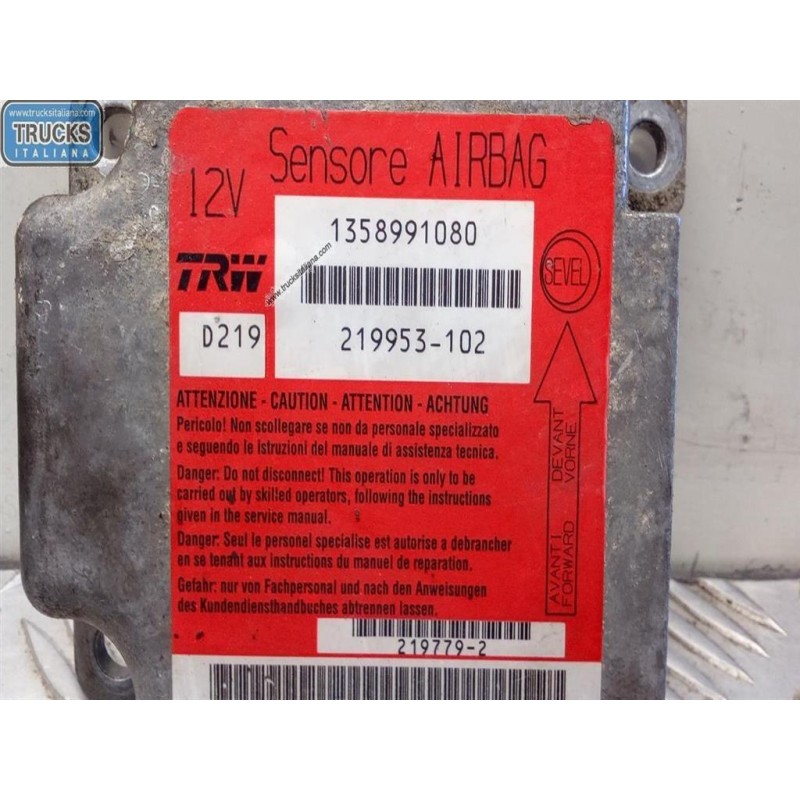 www.trucksitaliana.com
TRUCKS
ITALIANA
Sensore AIRBAG
12V
1358991080
TRW
www.trucksitaliana.com
SEVEL
D219
219953-102
ATTENZIONE - CAUTION - ATTENTION - ACHTUNG
Pericolo! Non scollegare se non da personale specializzato
e seguendo le istruzioni del manuale di assistenza tecnica.
Danger: Do not disconnect! This operation is only to be
carried out by skilled operators, following the instructions
given in the service manual.
Danger: Seul le personel specialise est autorise a debrancher
en se tenant aux instructions du manuel de reparation.
Gefahr: nur von Fachpersonal und nach den Anweisungen
des Kundendiensthandbuches abtrennen lassen.
AVANTI DEVANT
FORWARD VORNE
219779-2